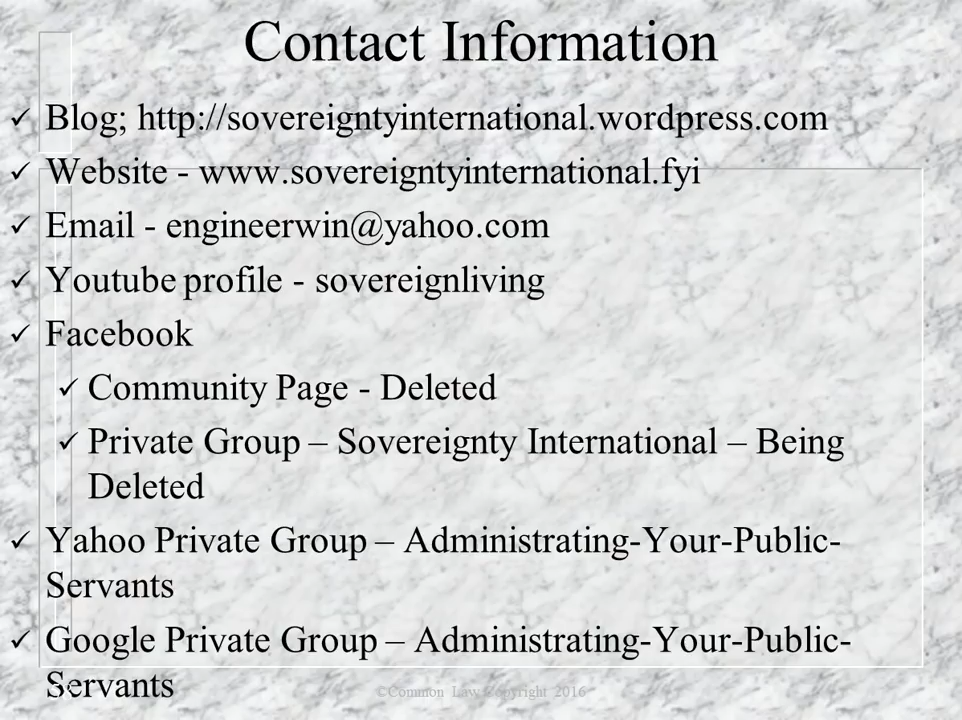 Contact Information
✓ Blog; http://sovereigntyinternational.wordpress.com
✓ Website - www.sovereigntyinternational.fyi
✓ Email - engineerwin@yahoo.com
✓ Youtube profile - sovereignliving
✓ Facebook
✓ Community Page - Deleted
✓ Private Group – Sovereignty International – Being
Deleted
✓ Yahoo Private Group – Administrating-Your-Public-
Servants
✓ Google Private Group – Administrating-Your-Public-
Servants
©Common Law Copyright 2016